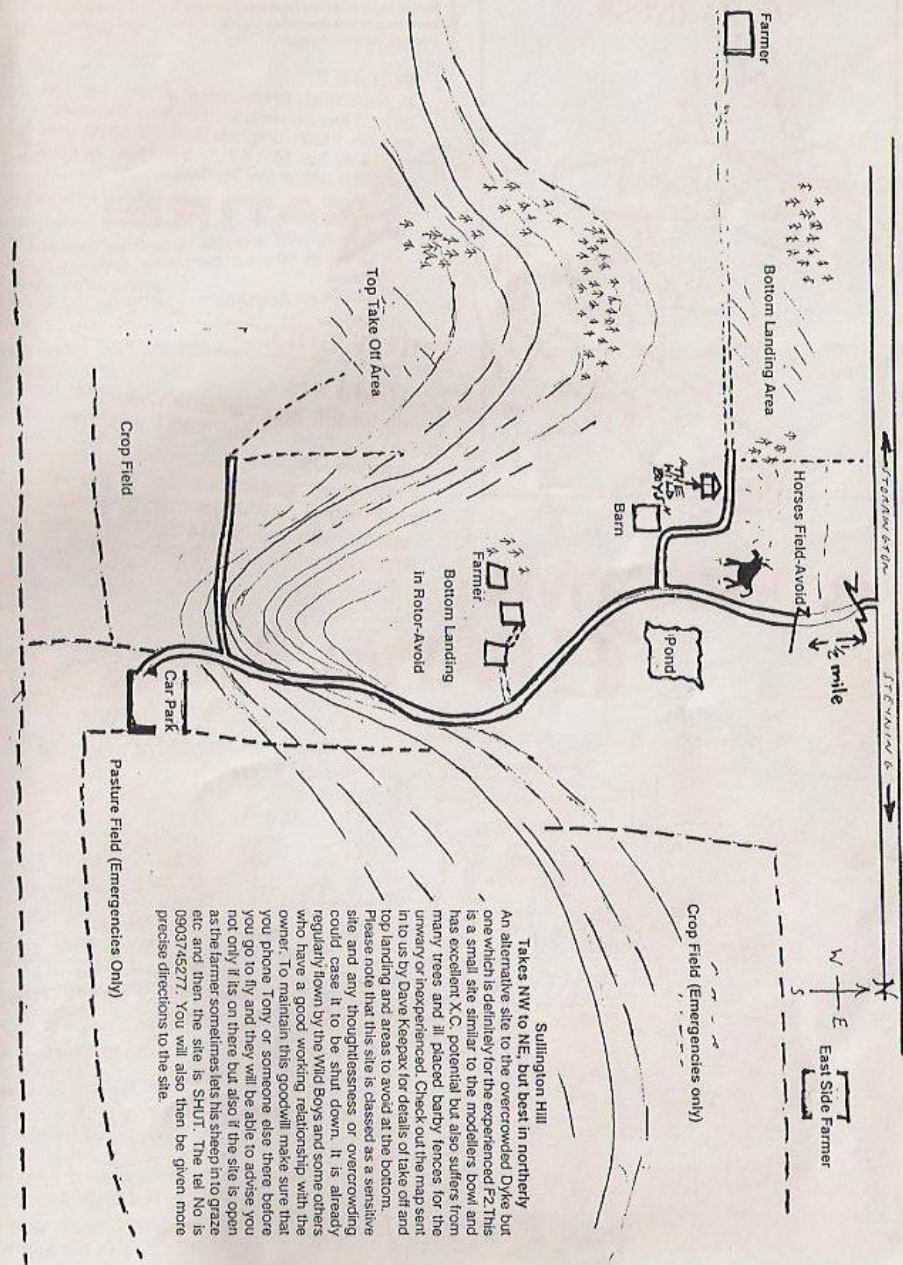 STORRINGTON
STEYNING
N
W
E
S
1/2 mile
Farmer
Bottom Landing Area
Horses Field-Avoid
"THE
WILD
BOYS"
Barn
Pond
East Side Farmer
Crop Field (Emergencies only)
Farmer
Bottom Landing
in Rotor-Avoid
Top Take Off Area
Car Park
Crop Field
Pasture Field (Emergencies Only)
Sullington Hill
Takes NW to NE, but best in northerly
An alternative site to the overcrowded Dyke but
one which is definitely for the experienced P2. This
is a small site similar to the modellers bowl and
has excellent X.C. potential but also suffers from
many trees and ill placed barby fences for the
unwary or inexperienced. Check out the map sent
in to us by Dave Keepax for details of take off and
top landing and areas to avoid at the bottom.
Please note that this site is classed as a sensitive
site and any thoughtlessness or overcrowding
could case it to be shut down. It is already
regularly flown by the Wild Boys and some others
who have a good working relationship with the
owner. To maintain this goodwill make sure that
you phone Tony or someone else there before
you go to fly and they will be able to advise you
not only if its on there but also if the site is open
as the farmer sometimes lets his sheep in to graze
etc and then the site is SHUT. The tel No is
0903745277. You will also then be given more
precise directions to the site.